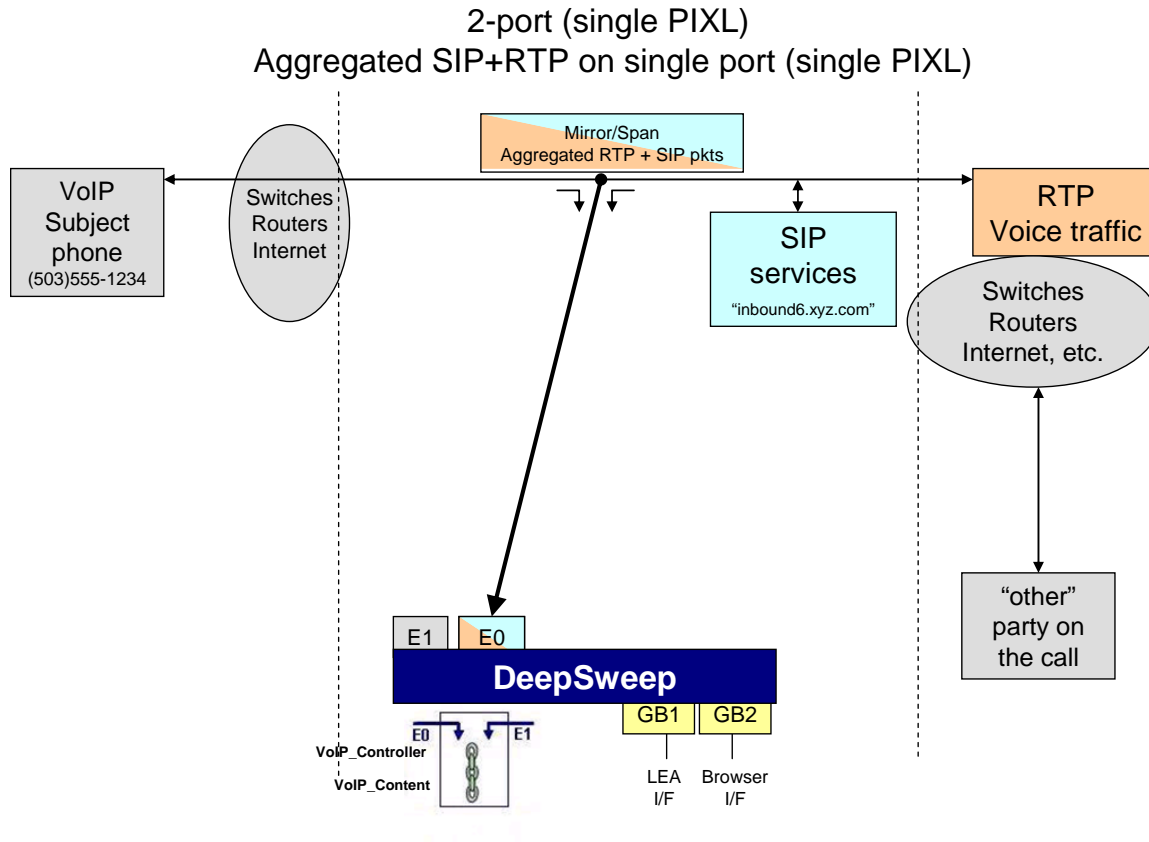 2-port (single PIXL)
Aggregated SIP+RTP on single port (single PIXL)
Mirror/Span
Aggregated RTP + SIP pkts
VoIP
Subject
phone
(503)555-1234
Switches
Routers
Internet
SIP
services
“inbound6.xyz.com”
RTP
Voice traffic
Switches
Routers
Internet, etc.
“other”
party on
the call
E1
E0
DeepSweep
GB1
GB2
E0
E1
VoIP_Controller
VoIP_Content
LEA
I/F
Browser
I/F